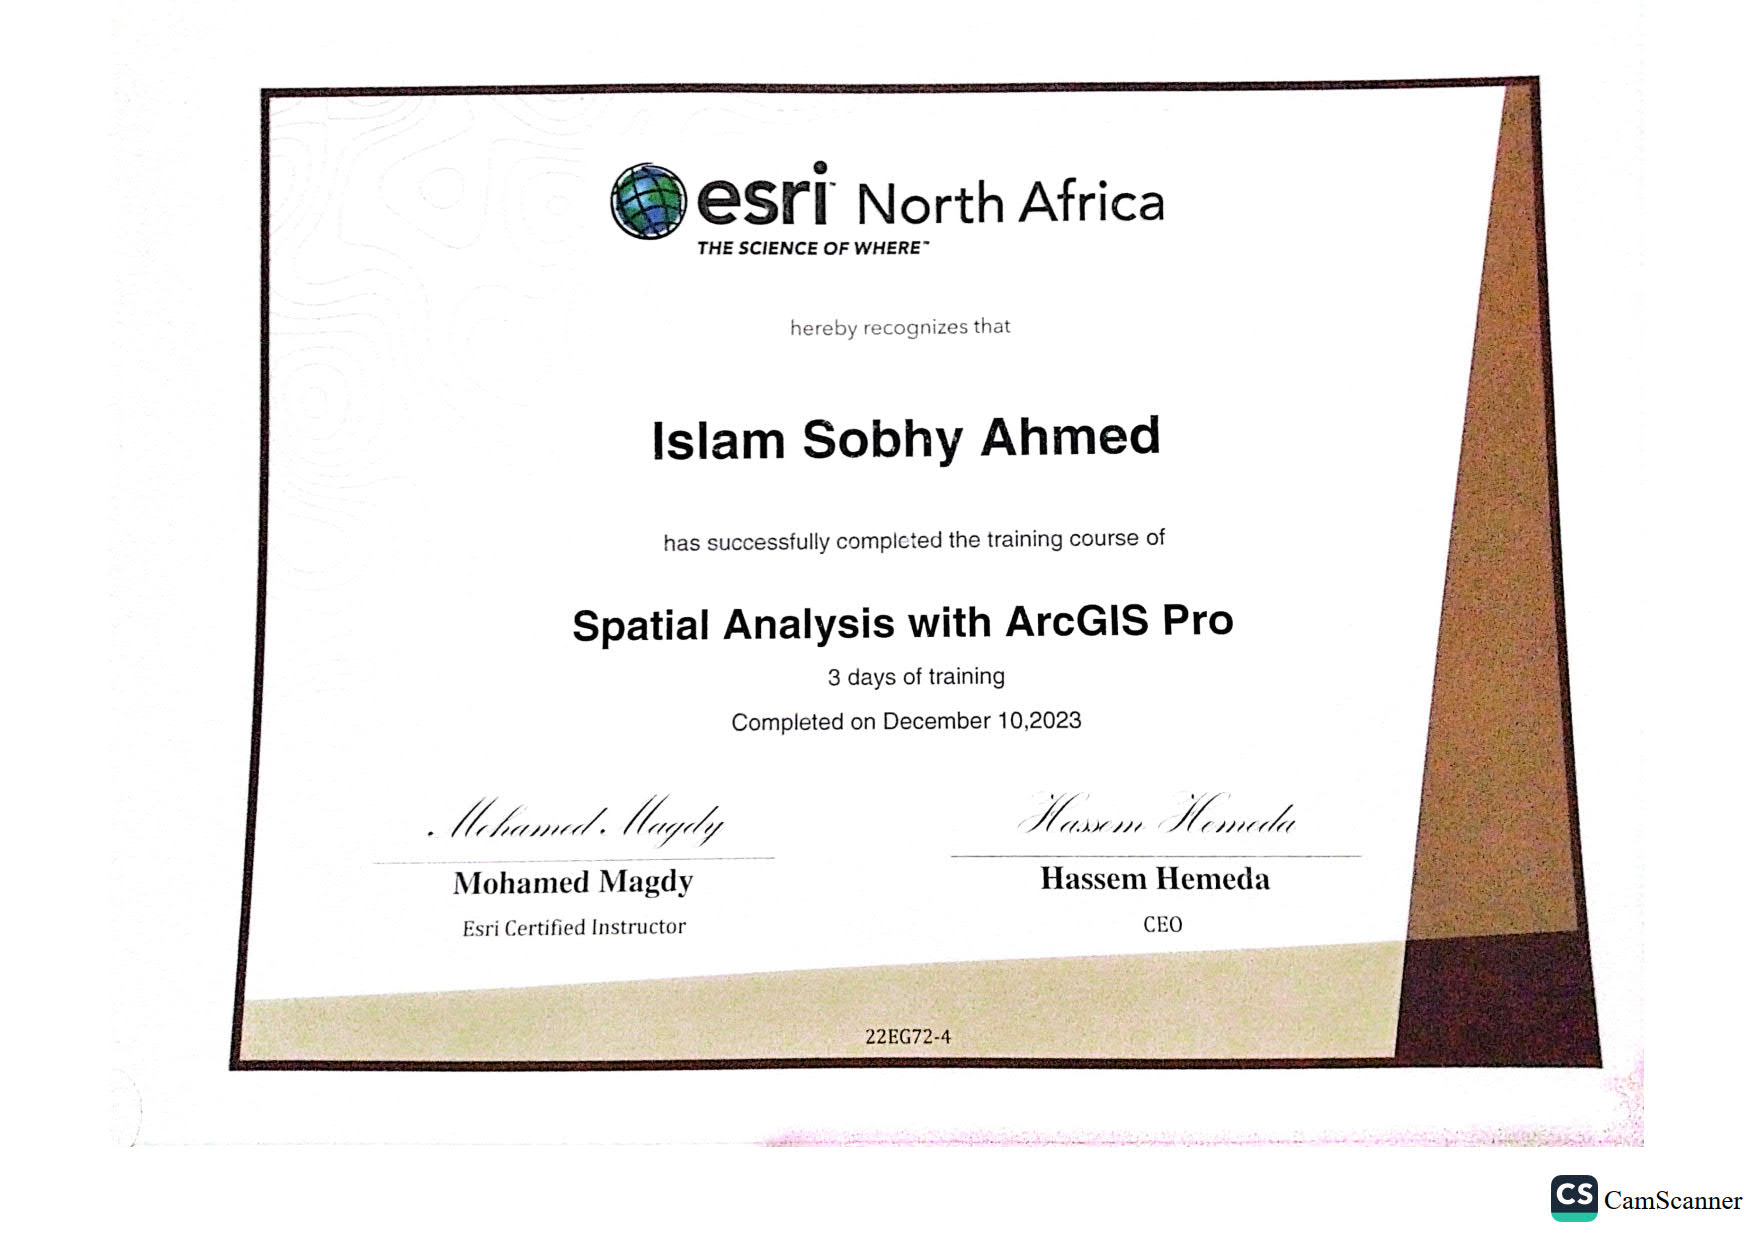 esri™ North Africa
THE SCIENCE OF WHERE™
hereby recognizes that
Islam Sobhy Ahmed
has successfully completed the training course of
Spatial Analysis with ArcGIS Pro
3 days of training
Completed on December 10,2023
Mohamed Magdy Hassem Hemeda
Mohamed Magdy Hassem Hemeda
Esri Certified Instructor CEO
22EG72-4
CS CamScanner